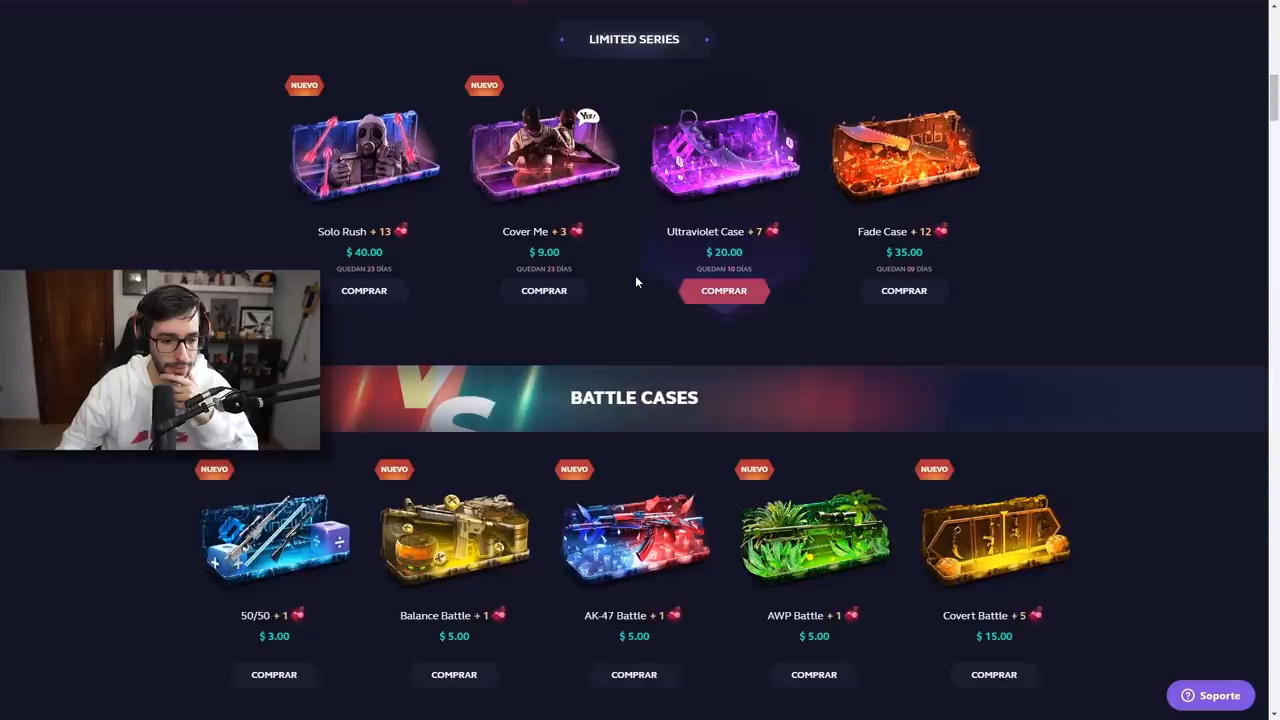 LIMITED SERIES
NUEVO
NUEVO
YES!
Solo Rush + 13
Cover Me + 3
Ultraviolet Case + 7
Fade Case + 12
$ 40.00
$ 9.00
$ 20.00
$ 35.00
QUEDAN 23 DÍAS
QUEDAN 23 DÍAS
QUEDAN 10 DÍAS
QUEDAN 09 DÍAS
COMPRAR
COMPRAR
COMPRAR
COMPRAR
VS
BATTLE CASES
NUEVO
NUEVO
NUEVO
NUEVO
NUEVO
50/50 + 1
Balance Battle + 1
AK-47 Battle + 1
AWP Battle + 1
Covert Battle + 5
$ 3.00
$ 5.00
$ 5.00
$ 5.00
$ 15.00
COMPRAR
COMPRAR
COMPRAR
COMPRAR
COMPRAR
Soporte